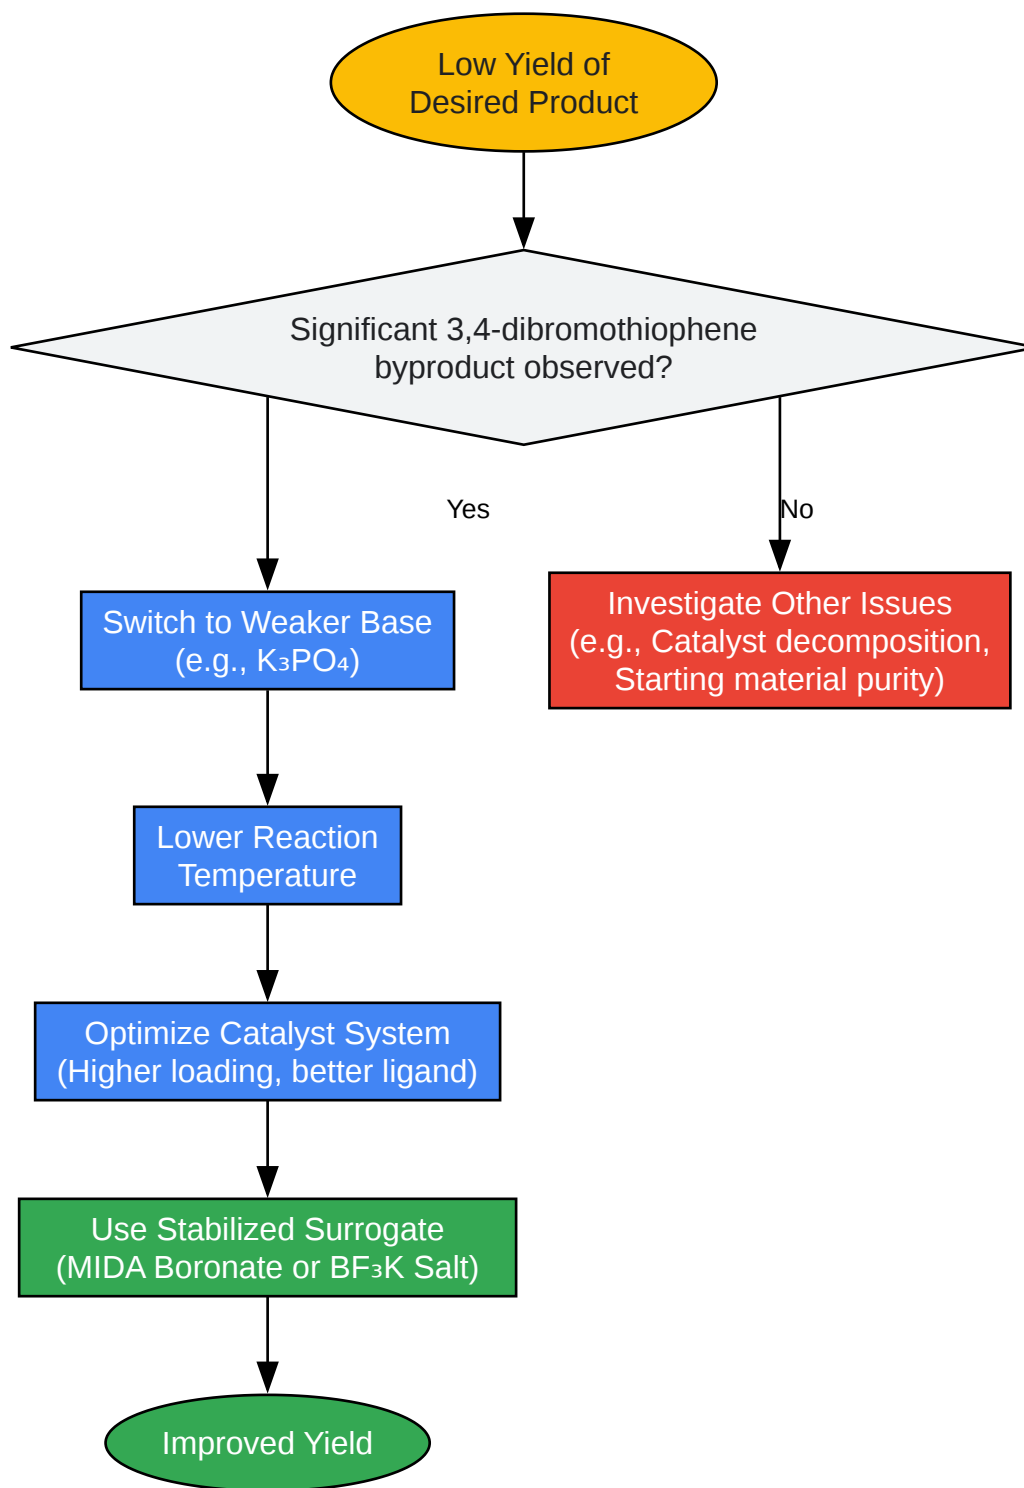 Low Yield of
Desired Product
Significant 3,4-dibromothiophene
byproduct observed?
Yes
No
Switch to Weaker Base
(e.g., K₃PO₄)
Investigate Other Issues
(e.g., Catalyst decomposition,
Starting material purity)
Lower Reaction
Temperature
Optimize Catalyst System
(Higher loading, better ligand)
Use Stabilized Surrogate
(MIDA Boronate or BF₃K Salt)
Improved Yield